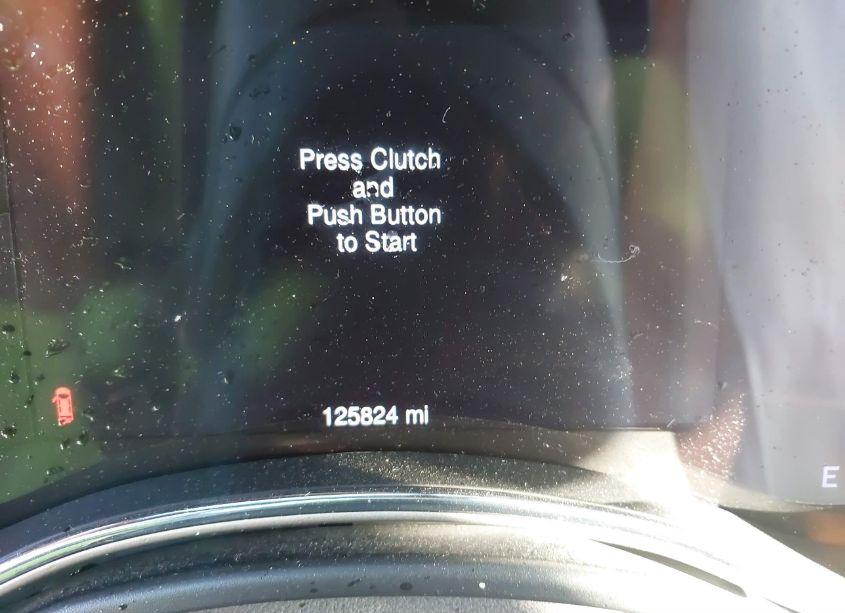 Press Clutch
and
Push Button
to Start
125824 mi
E